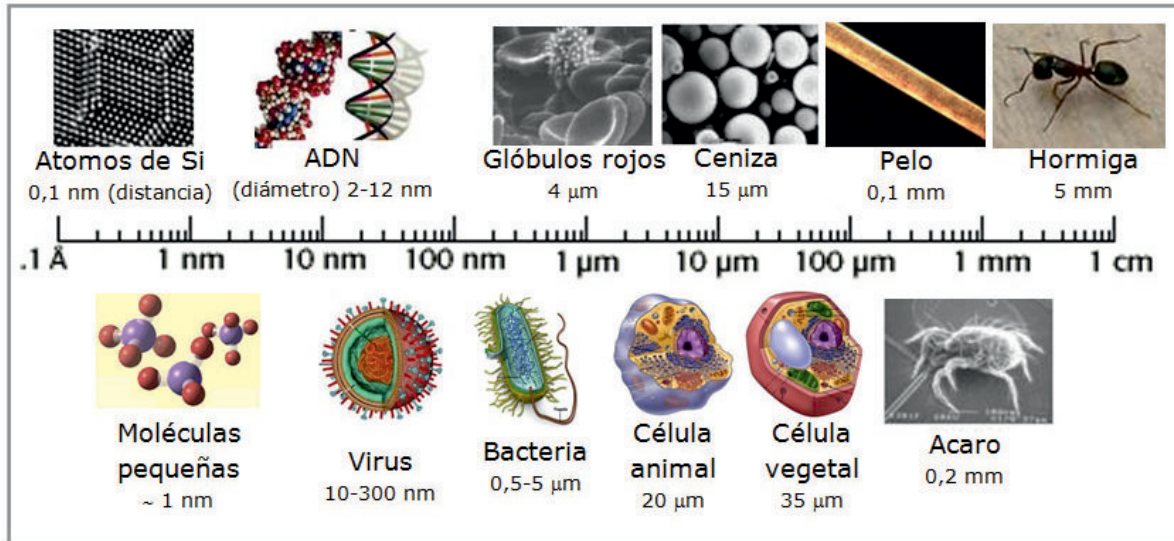 Atomos de Si
0,1 nm (distancia)
ADN
(diámetro) 2-12 nm
Glóbulos rojos
4 μm
Ceniza
15 μm
Pelo
0,1 mm
Hormiga
5 mm
.1 Å 1 nm 10 nm 100 nm 1 μm 10 μm 100 μm 1 mm 1 cm
Moléculas
pequeñas
~ 1 nm
Virus
10-300 nm
Bacteria
0,5-5 μm
Célula
animal
20 μm
Célula
vegetal
35 μm
Acaro
0,2 mm